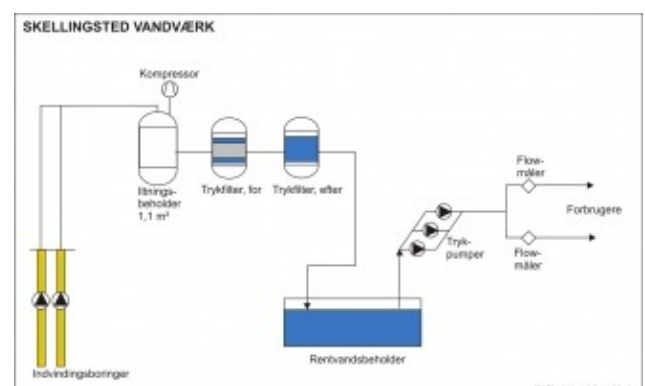 SKELLINGSTED VANDVÆRK
Kompressor
Iltnings-
beholder
1,1 m³
Trykfilter, for
Trykfilter, efter
Flow-
måler
Forbrugere
Tryk-
pumper
Flow-
måler
Rentvandsbeholder
Indvindingsboringer